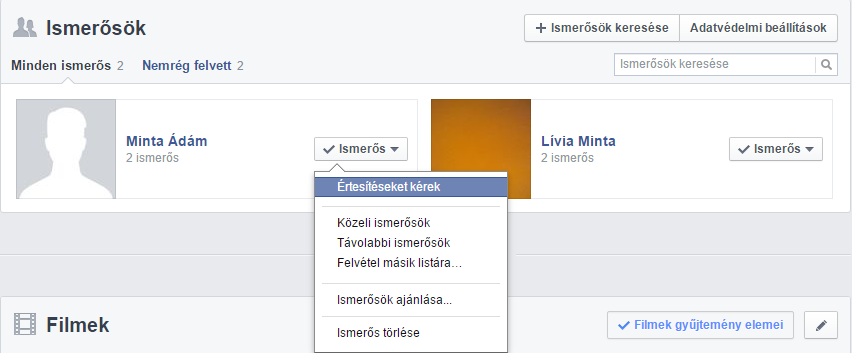 Ismerősök
+ Ismerősök keresése
Adatvédelmi beállítások
Minden ismerős 2
Nemrég felvett 2
Ismerősök keresése
Minta Ádám
2 ismerős
Ismerős
Lívia Minta
2 ismerős
Ismerős
Értesítéseket kérek
Közeli ismerősök
Távolabbi ismerősök
Felvétel másik listára...
Ismerősök ajánlása...
Ismerős törlése
Filmek
Filmek gyűjtemény elemei